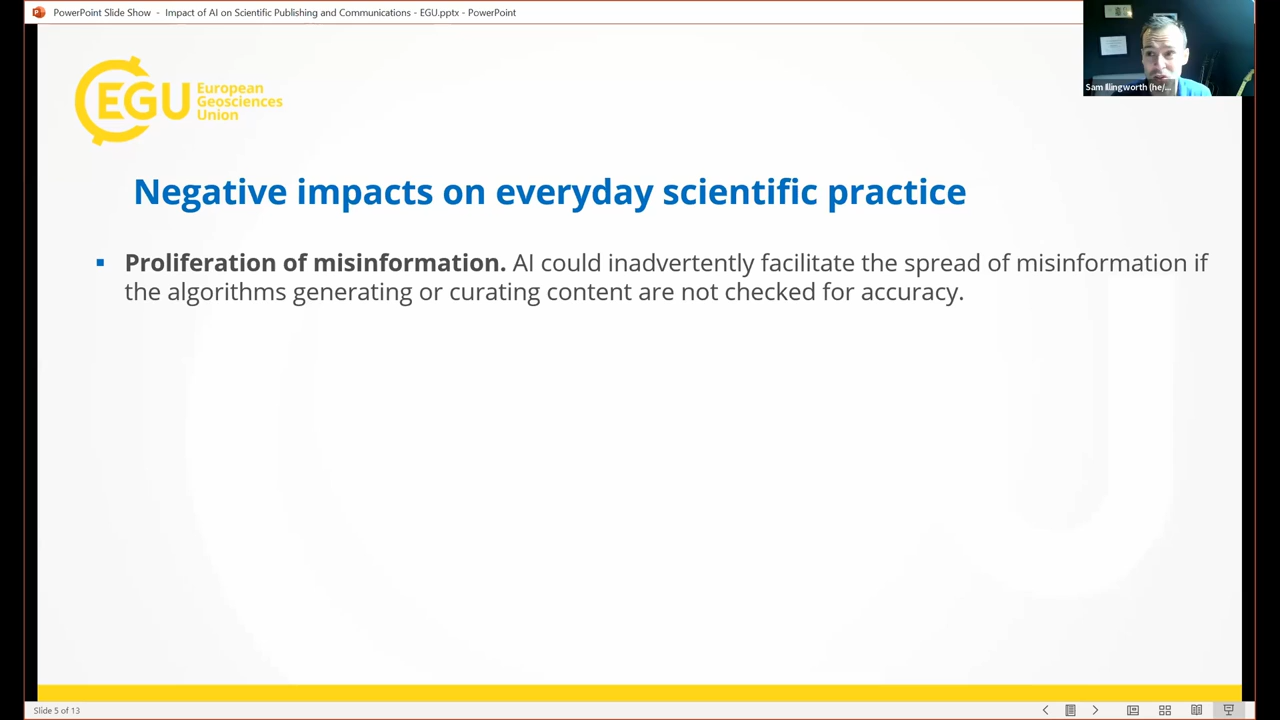 PowerPoint Slide Show - Impact of AI on Scientific Publishing and Communications - EGU.pptx - PowerPoint
Sam Illingworth (he/...
EGU
European
Geosciences
Union
Negative impacts on everyday scientific practice
▪ Proliferation of misinformation. AI could inadvertently facilitate the spread of misinformation if
the algorithms generating or curating content are not checked for accuracy.
Slide 5 of 13